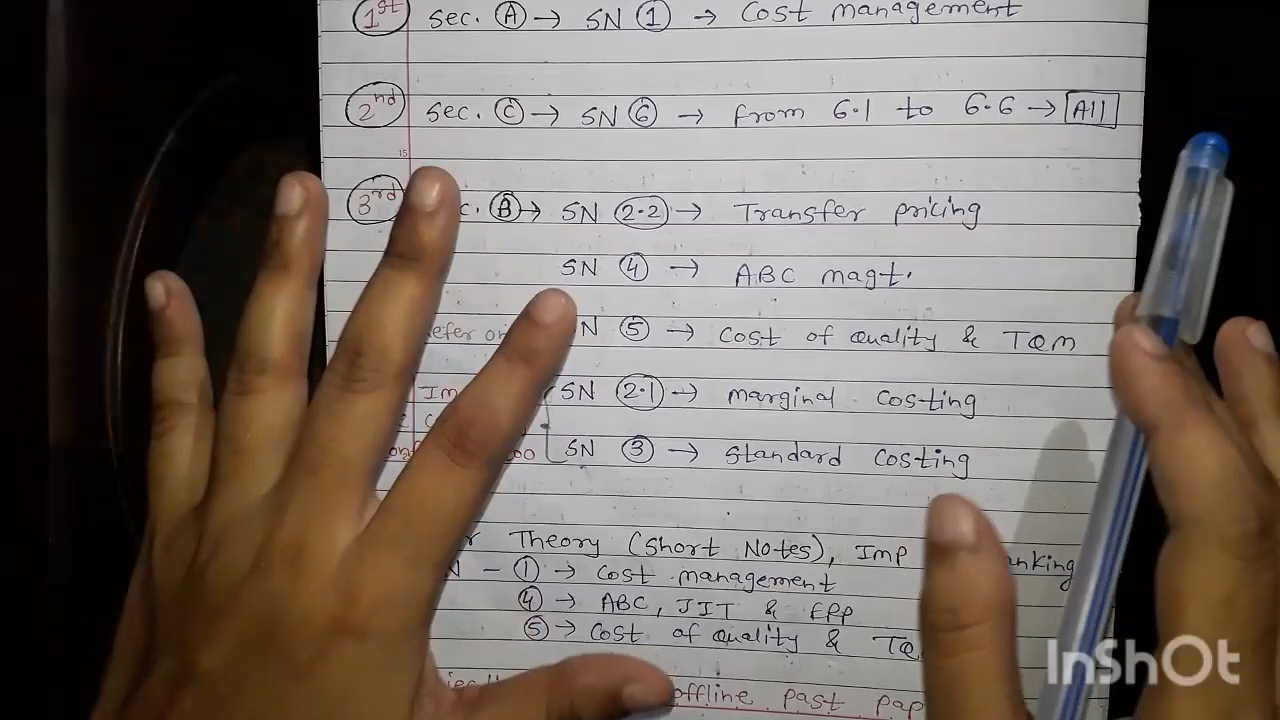 1st sec. A → SN 1 → Cost management
2nd sec. C → SN 6 → from 6.1 to 6.6 → All
15
3rd B → SN 2.2 → Transfer pricing
SN 4 → ABC magt.
5 → Cost of Quality & TQM
SN 2.1 → marginal costing
SN 3 → Standard Costing
Theory (Short Notes), Imp
1 → Cost management
4 → ABC, JIT & ERP
5 → Cost of Quality &
offline past
InShOt